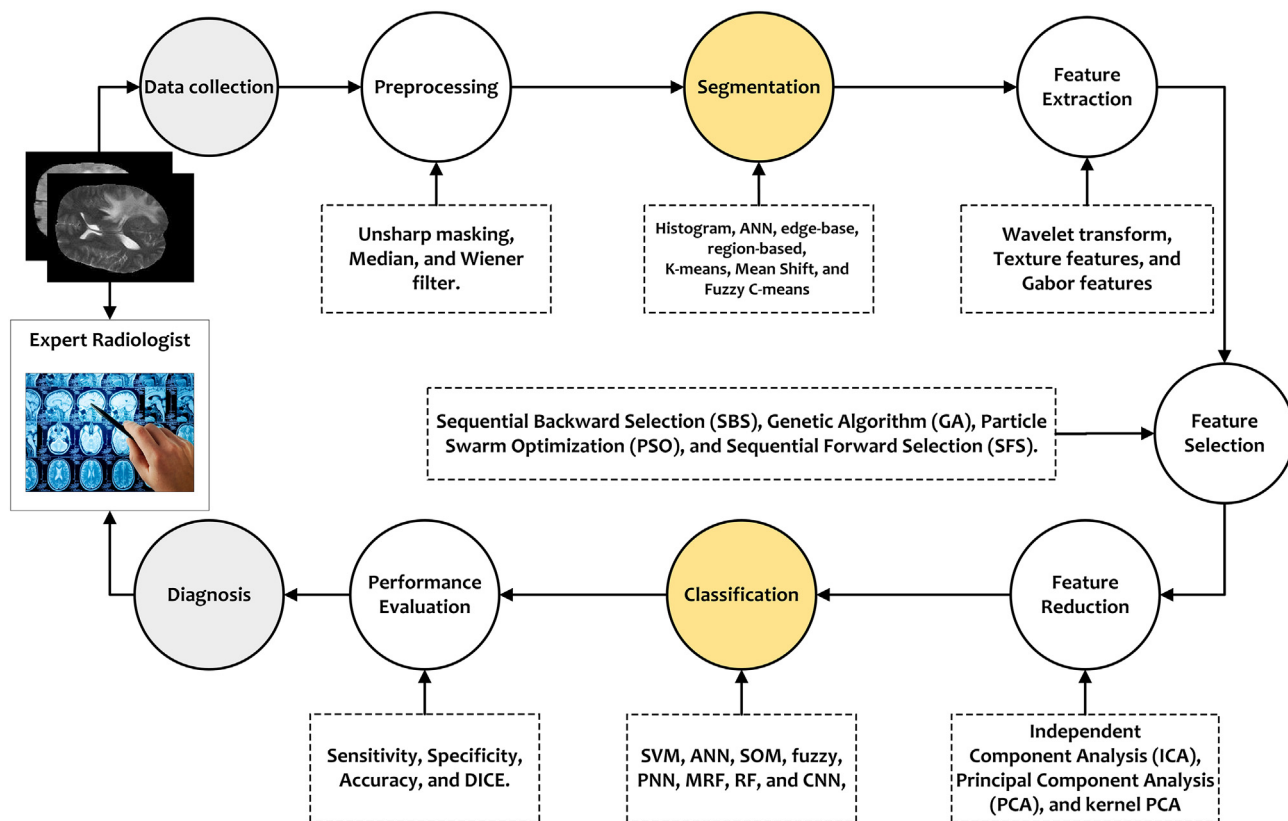 Data collection
Preprocessing
Segmentation
Feature
Extraction
Unsharp masking,
Median, and Wiener
filter.
Histogram, ANN, edge-base,
region-based,
K-means, Mean Shift, and
Fuzzy C-means
Wavelet transform,
Texture features, and
Gabor features
Expert Radiologist
Sequential Backward Selection (SBS), Genetic Algorithm (GA), Particle
Swarm Optimization (PSO), and Sequential Forward Selection (SFS).
Feature
Selection
Diagnosis
Performance
Evaluation
Classification
Feature
Reduction
Sensitivity, Specificity,
Accuracy, and DICE.
SVM, ANN, SOM, fuzzy,
PNN, MRF, RF, and CNN,
Independent
Component Analysis (ICA),
Principal Component Analysis
(PCA), and kernel PCA